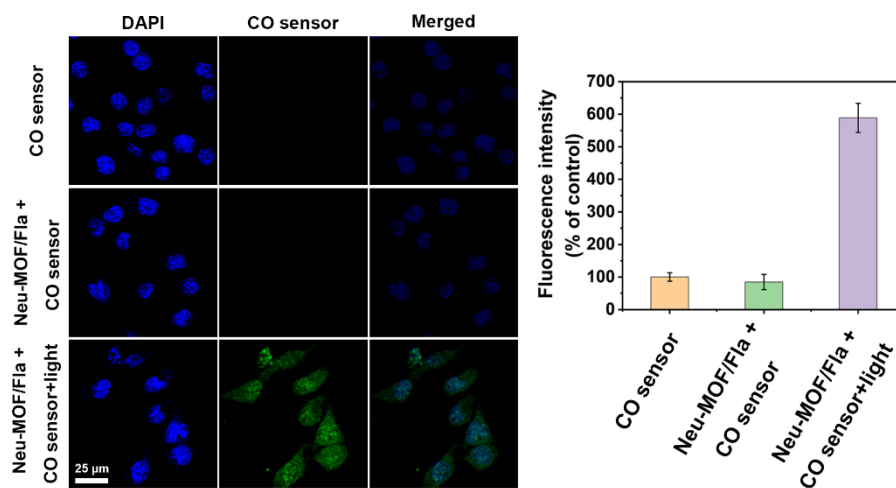 DAPI
CO sensor
Merged
CO sensor
Neu-MOF/Fla +
CO sensor
Neu-MOF/Fla +
CO sensor+light
25 µm
Fluorescence intensity
(% of control)
700
600
500
400
300
200
100
0
CO sensor
Neu-MOF/Fla +
CO sensor
Neu-MOF/Fla +
CO sensor+light